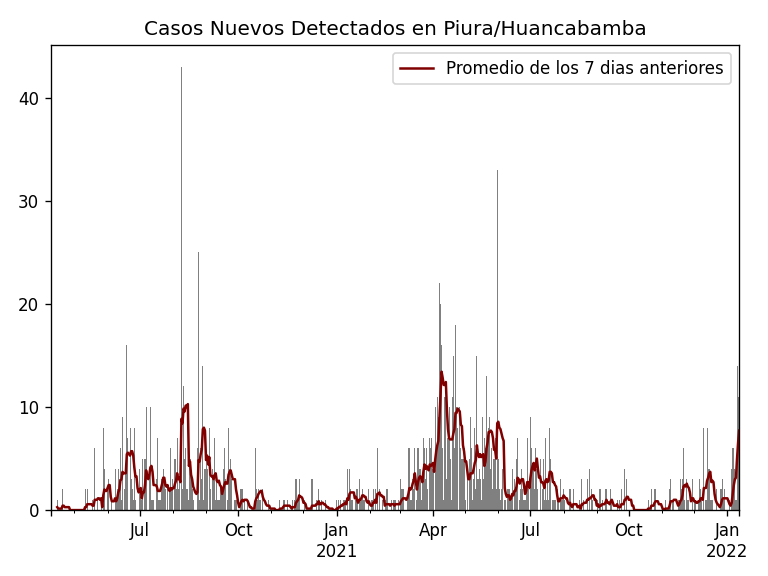 Casos Nuevos Detectados en Piura/Huancabamba
Promedio de los 7 dias anteriores
40
30
20
10
0
Jul
Oct
Jan
2021
Apr
Jul
Oct
Jan
2022